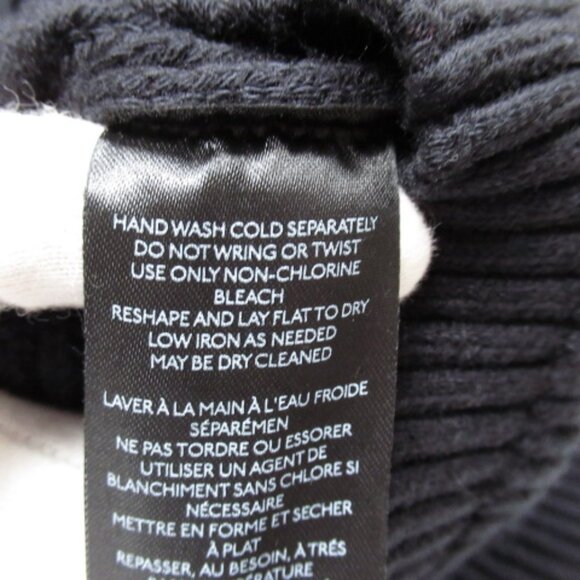 HAND WASH COLD SEPARATELY
DO NOT WRING OR TWIST
USE ONLY NON-CHLORINE
BLEACH
RESHAPE AND LAY FLAT TO DRY
LOW IRON AS NEEDED
MAY BE DRY CLEANED
LAVER À LA MAIN À L'EAU FROIDE
SÉPARÉMEN
NE PAS TORDRE OU ESSORER
UTILISER UN AGENT DE
BLANCHIMENT SANS CHLORE SI
NÉCESSAIRE
METTRE EN FORME ET SECHER
À PLAT
REPASSER, AU BESOIN, À TRÉS